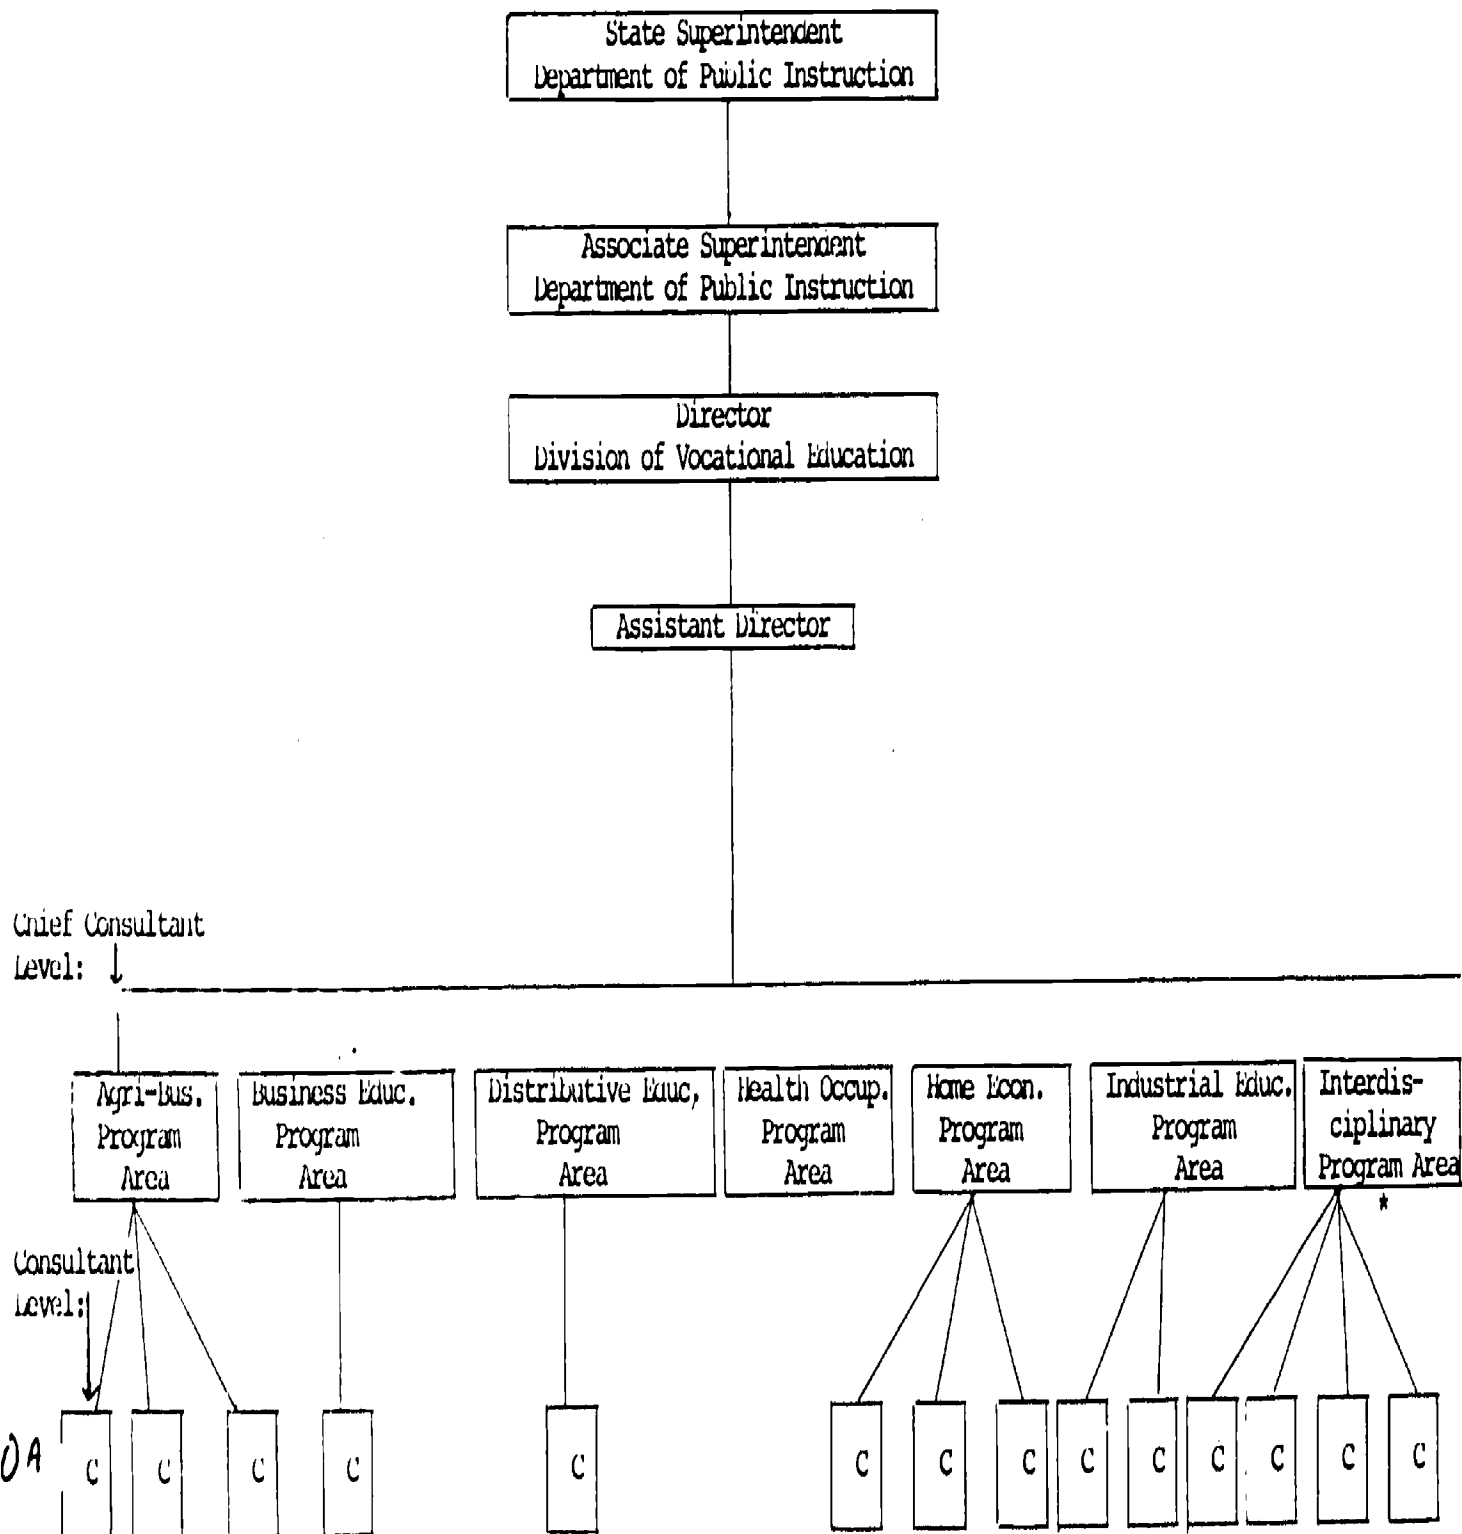 State Superintendent
Department of Public Instruction
Associate Superintendent
Department of Public Instruction
Director
Division of Vocational Education
Assistant Director
Chief Consultant
Level:
Agri-Bus.
Program
Area
Business Educ.
Program
Area
Distributive Educ,
Program
Area
Health Occup.
Program
Area
Home Econ.
Program
Area
Industrial Educ.
Program
Area
Interdis-
ciplinary
Program Area
*
Consultant
Level:
OA
C C C C C C C C C C C C C C